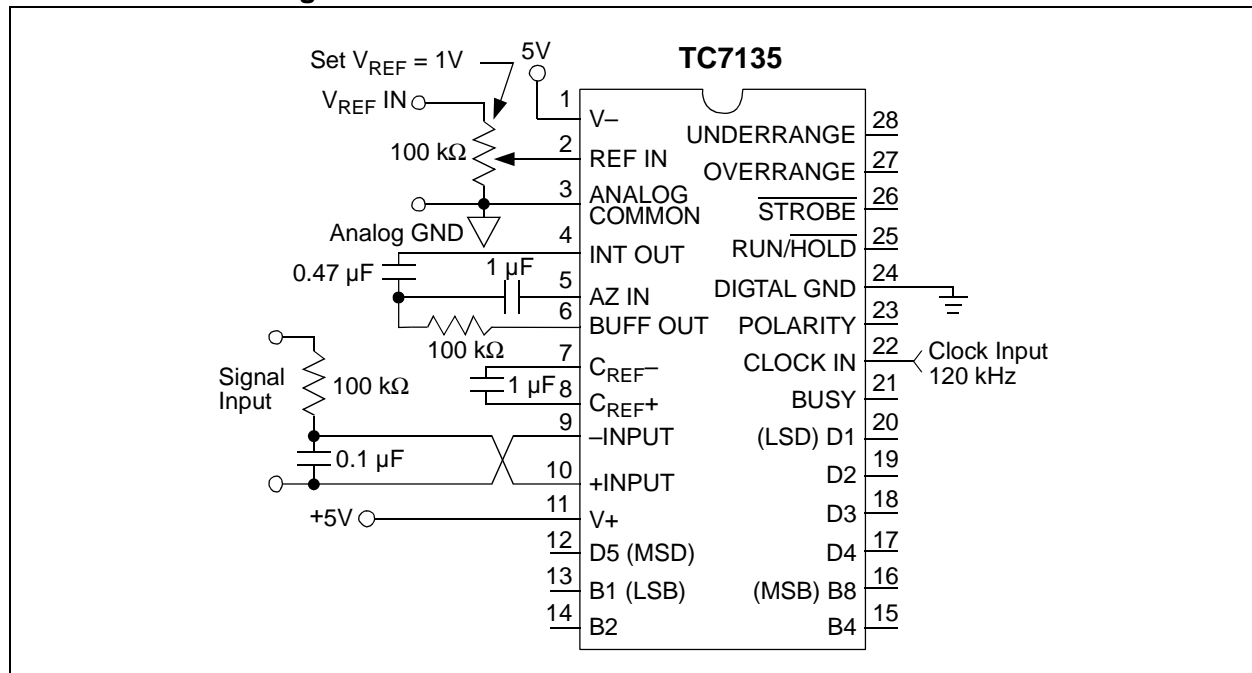 g
Set VREF = 1V
5V
TC7135
VREF IN
100 kΩ
Analog GND
0.47 µF
1 µF
100 kΩ
Signal
Input
100 kΩ
1 µF
0.1 µF
+5V
1
V–
2
REF IN
3
ANALOG
COMMON
4
INT OUT
5
AZ IN
6
BUFF OUT
7
CREF–
8
CREF+
9
–INPUT
10
+INPUT
11
V+
12
D5 (MSD)
13
B1 (LSB)
14
B2
UNDERRANGE
28
OVERRANGE
27
STROBE
26
RUN/HOLD
25
DIGTAL GND
24
POLARITY
23
CLOCK IN
22
Clock Input
120 kHz
BUSY
21
(LSD) D1
20
D2
19
D3
18
D4
17
(MSB) B8
16
B4
15